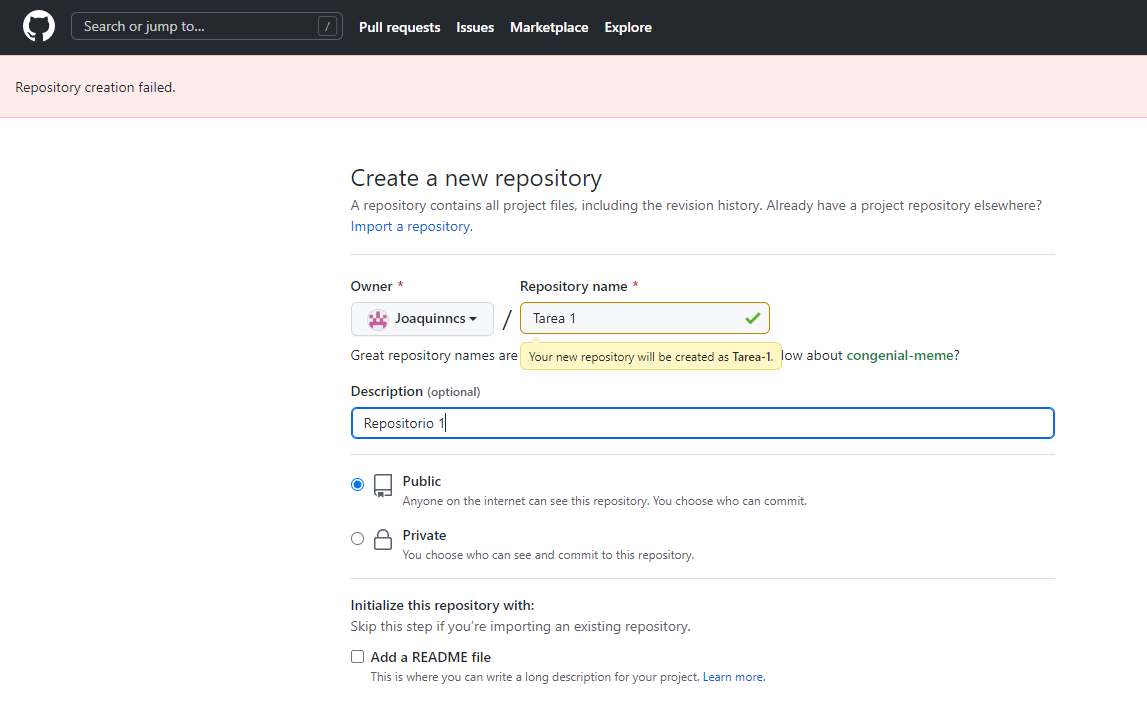 Search or jump to... / Pull requests Issues Marketplace Explore
Repository creation failed.
Create a new repository
A repository contains all project files, including the revision history. Already have a project repository elsewhere?
Import a repository.
Owner * Repository name *
Joaquinncs / Tarea 1
Great repository names are Your new repository will be created as Tarea-1. How about congenial-meme?
Description (optional)
Repositorio 1
Public
Anyone on the internet can see this repository. You choose who can commit.
Private
You choose who can see and commit to this repository.
Initialize this repository with:
Skip this step if you're importing an existing repository.
Add a README file
This is where you can write a long description for your project. Learn more.